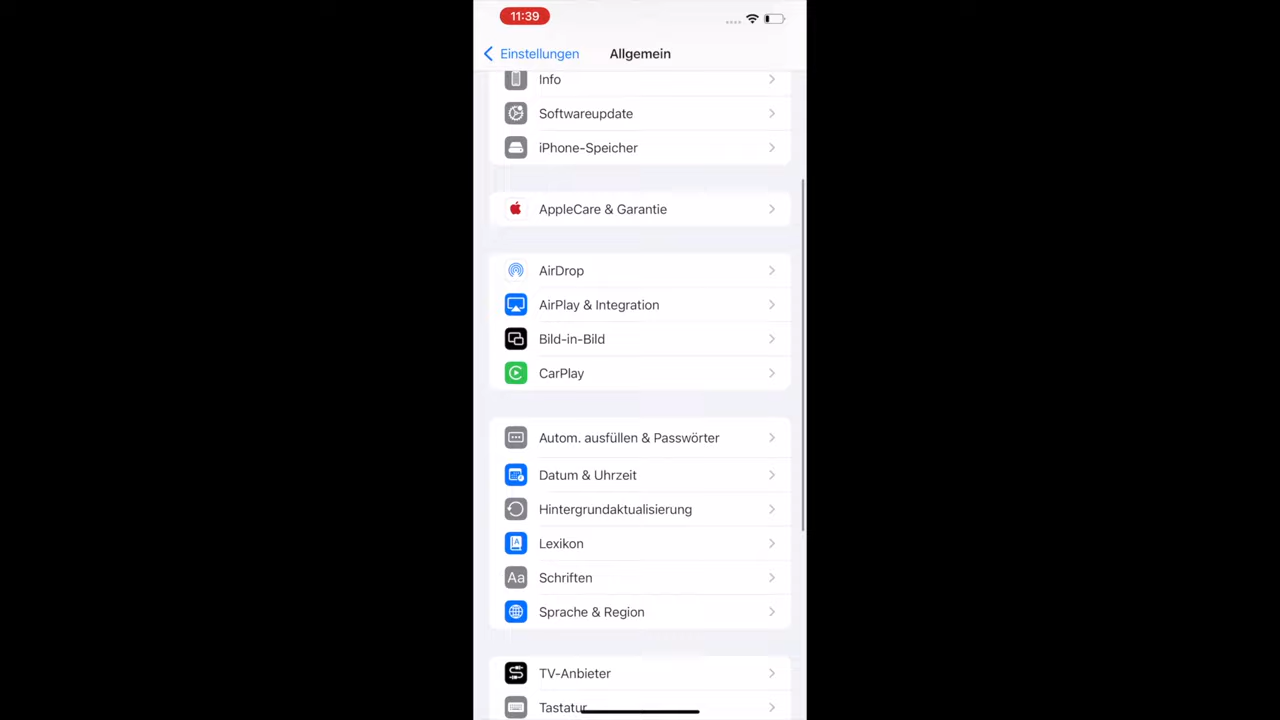 11:39
Einstellungen
Allgemein
Info
Softwareupdate
iPhone-Speicher
AppleCare & Garantie
AirDrop
AirPlay & Integration
Bild-in-Bild
CarPlay
Autom. ausfüllen & Passwörter
Datum & Uhrzeit
Hintergrundaktualisierung
Lexikon
Aa Schriften
Sprache & Region
TV-Anbieter
Tastatur